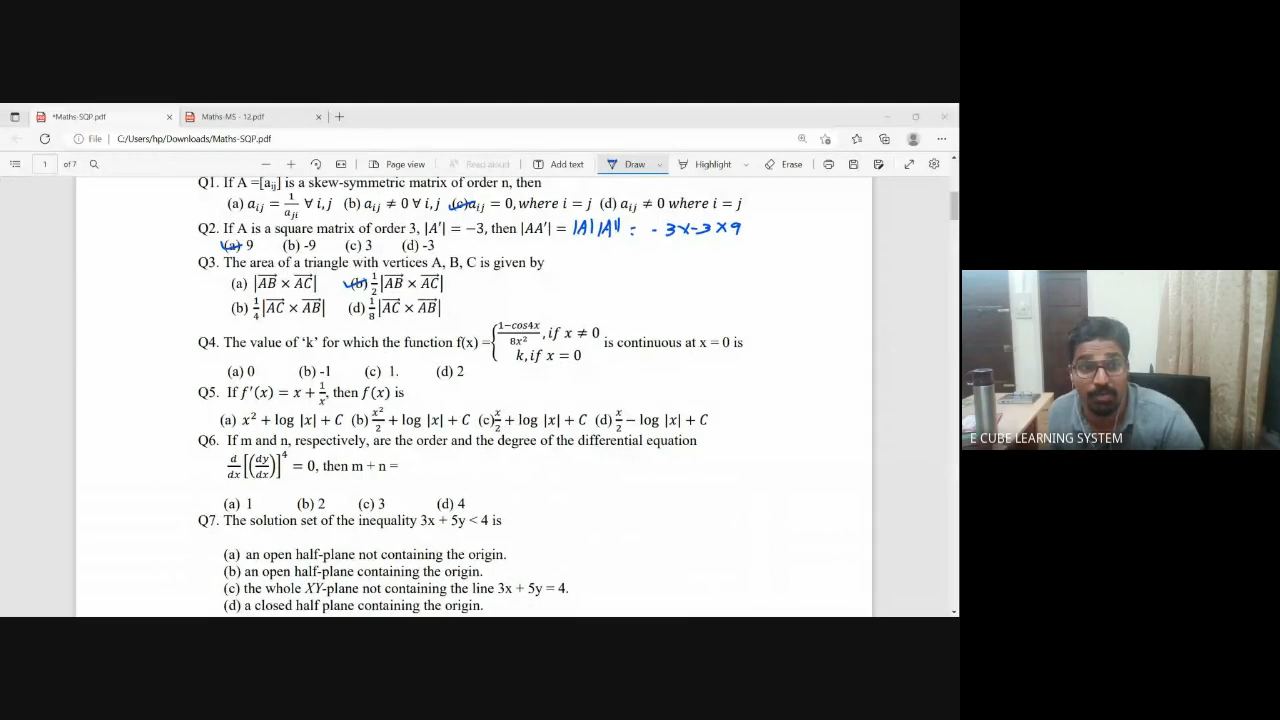 *Maths-SQP.pdf
Maths-MS - 12.pdf
File C:/Users/hp/Downloads/Maths-SQP.pdf
1 of 7 Page view Read aloud Add text Draw Highlight Erase
Q1. If A =[aij] is a skew-symmetric matrix of order n, then
(a) aij = 1/aji ∀ i, j (b) aij ≠ 0 ∀ i, j (c) aij = 0, where i = j (d) aij ≠ 0 where i = j
Q2. If A is a square matrix of order 3, |A′| = −3, then |AA′| = |A| |A'| = - 3 x - 3 x 9
(a) 9 (b) -9 (c) 3 (d) -3
Q3. The area of a triangle with vertices A, B, C is given by
(a) |AB × AC| (b) 1/2 |AB × AC|
(b) 1/4 |AC × AB| (d) 1/8 |AC × AB|
Q4. The value of ‘k’ for which the function f(x) = { 1−cos4x/8x², if x ≠ 0 k, if x = 0 is continuous at x = 0 is
(a) 0 (b) -1 (c) 1. (d) 2
Q5. If f′(x) = x + 1/x, then f(x) is
(a) x² + log |x| + C (b) x²/2 + log |x| + C (c) x/2 + log |x| + C (d) x/2 − log |x| + C
Q6. If m and n, respectively, are the order and the degree of the differential equation
d/dx [(dy/dx)]⁴ = 0, then m + n =
(a) 1 (b) 2 (c) 3 (d) 4
Q7. The solution set of the inequality 3x + 5y < 4 is
(a) an open half-plane not containing the origin.
(b) an open half-plane containing the origin.
(c) the whole XY-plane not containing the line 3x + 5y = 4.
(d) a closed half plane containing the origin.
E CUBE LEARNING SYSTEM